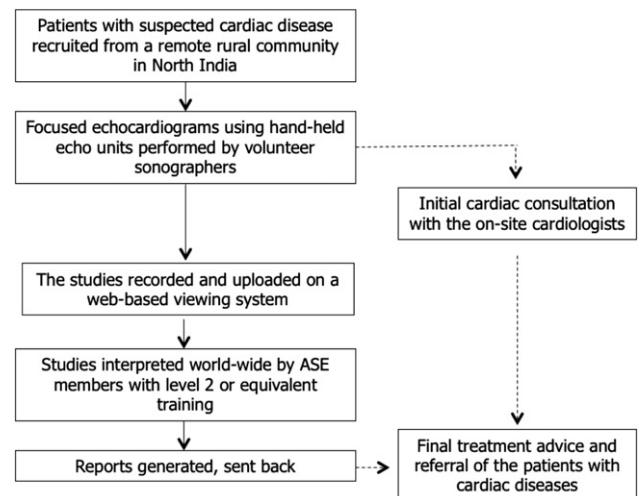 Patients with suspected cardiac disease
recruited from a remote rural community
in North India
Focused echocardiograms using hand-held
echo units performed by volunteer
sonographers
Initial cardiac consultation
with the on-site cardiologists
The studies recorded and uploaded on a
web-based viewing system
Studies interpreted world-wide by ASE
members with level 2 or equivalent
training
Reports generated, sent back
Final treatment advice and
referral of the patients with
cardiac diseases